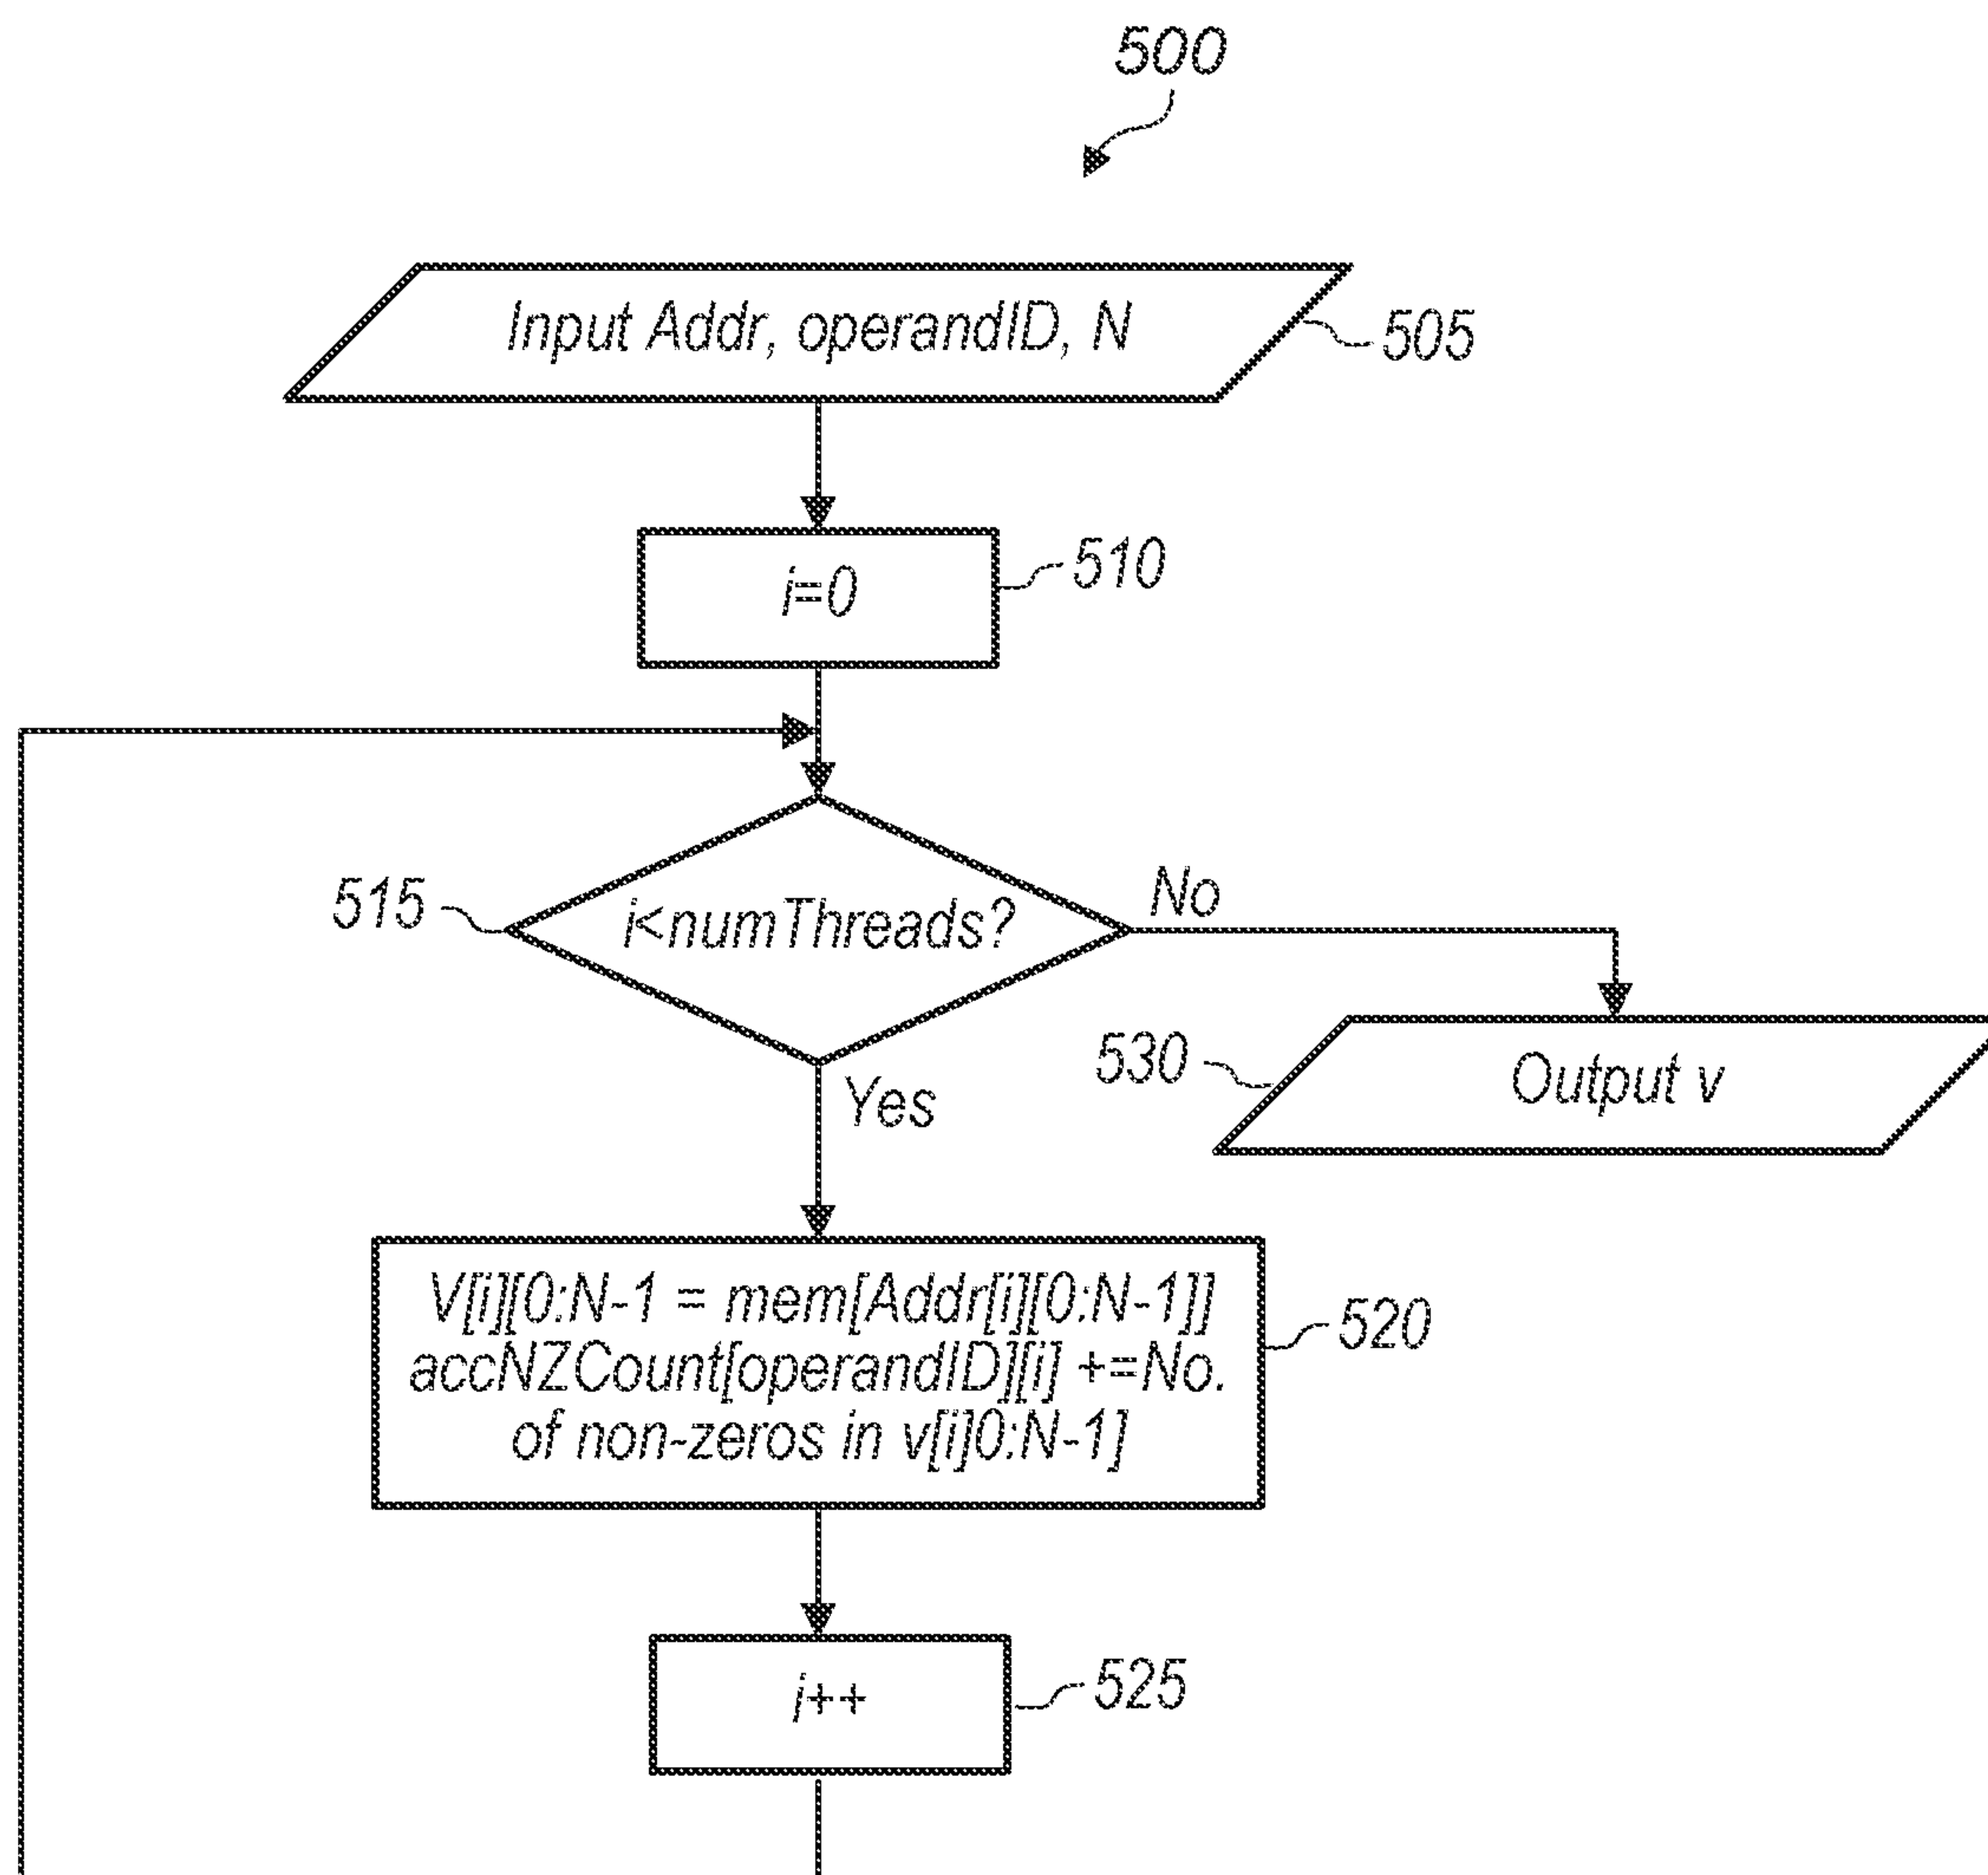 500
Input Addr, operandID, N
505
i=0
510
515
i<numThreads?
No
530
Output v
Yes
V[i][0:N-1 = mem[Addr[i][0:N-1]]
accNZCount[operandID][i] +=No.
of non-zeros in v[i]0:N-1]
520
i++
525